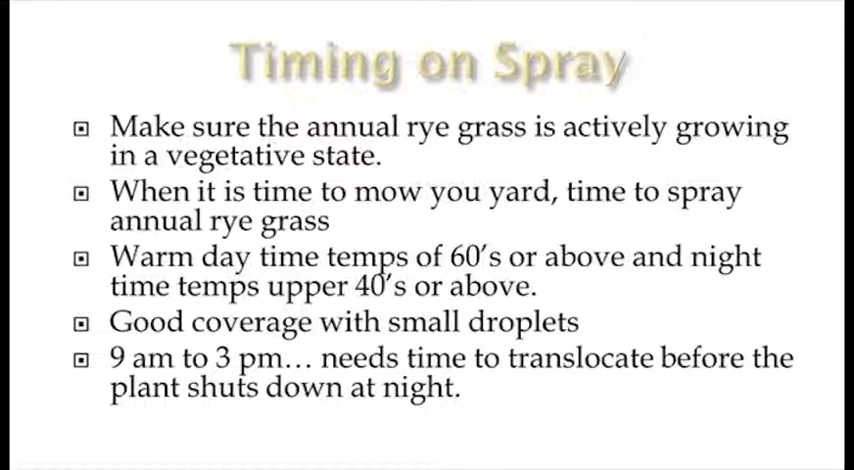 Timing on Spray
Make sure the annual rye grass is actively growing
in a vegetative state.
When it is time to mow you yard, time to spray
annual rye grass
Warm day time temps of 60's or above and night
time temps upper 40's or above.
Good coverage with small droplets
9 am to 3 pm… needs time to translocate before the
plant shuts down at night.